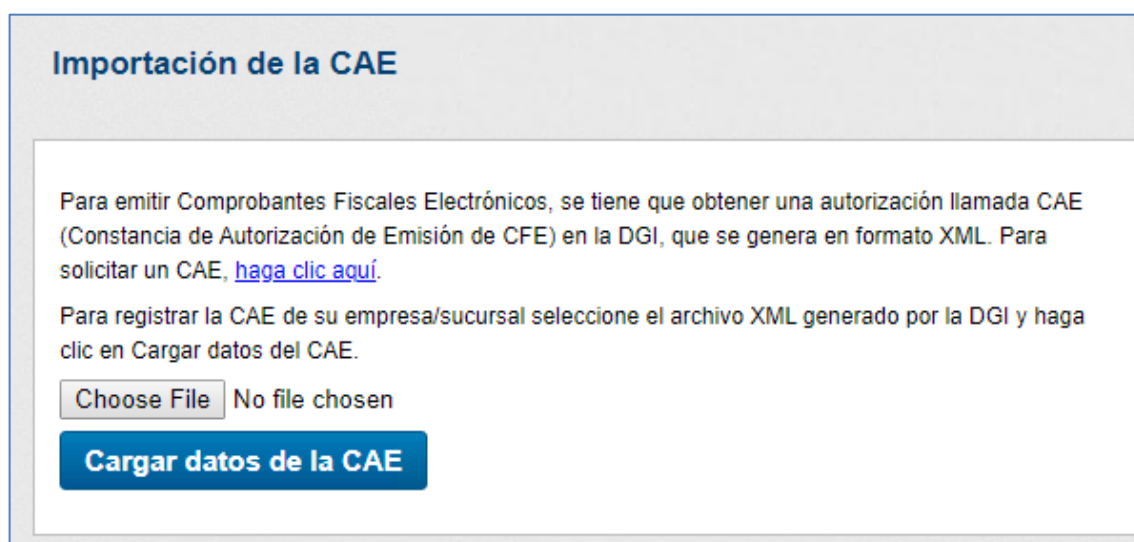 Importación de la CAE
Para emitir Comprobantes Fiscales Electrónicos, se tiene que obtener una autorización llamada CAE
(Constancia de Autorización de Emisión de CFE) en la DGI, que se genera en formato XML. Para
solicitar un CAE, haga clic aquí.
Para registrar la CAE de su empresa/sucursal seleccione el archivo XML generado por la DGI y haga
clic en Cargar datos del CAE.
Choose File No file chosen
Cargar datos de la CAE